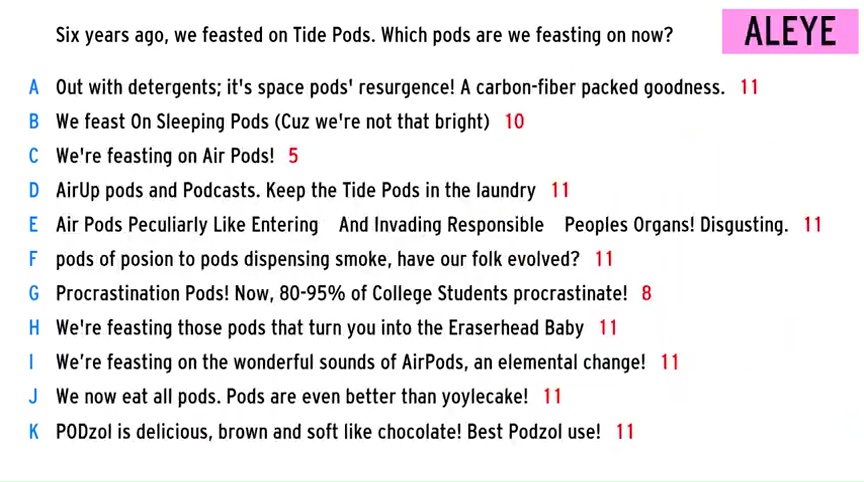 Six years ago, we feasted on Tide Pods. Which pods are we feasting on now?
ALEYE
A Out with detergents; it's space pods' resurgence! A carbon-fiber packed goodness. 11
B We feast On Sleeping Pods (Cuz we're not that bright) 10
C We're feasting on Air Pods! 5
D AirUp pods and Podcasts. Keep the Tide Pods in the laundry 11
E Air Pods Peculiarly Like Entering And Invading Responsible Peoples Organs! Disgusting. 11
F pods of posion to pods dispensing smoke, have our folk evolved? 11
G Procrastination Pods! Now, 80-95% of College Students procrastinate! 8
H We're feasting those pods that turn you into the Eraserhead Baby 11
I We’re feasting on the wonderful sounds of AirPods, an elemental change! 11
J We now eat all pods. Pods are even better than yoylecake! 11
K PODzol is delicious, brown and soft like chocolate! Best Podzol use! 11